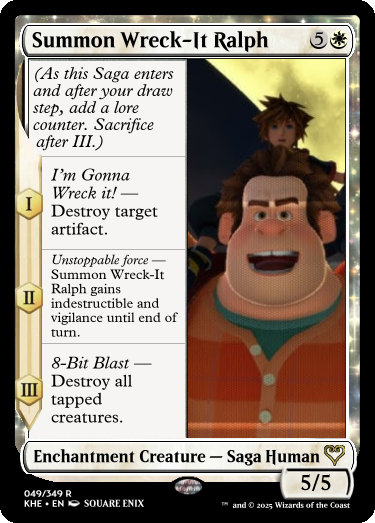 Summon Wreck-It Ralph 5
(As this Saga enters
and after your draw
step, add a lore
counter. Sacrifice
after III.)
I
I'm Gonna
Wreck it! —
Destroy target
artifact.
II
Unstoppable force —
Summon Wreck-It
Ralph gains
indestructible and
vigilance until end of
turn.
III
8-Bit Blast —
Destroy all
tapped
creatures.
Enchantment Creature — Saga Human
5/5
049/349 R
KHE • EN SQUARE ENIX
™ and © 2025 Wizards of the Coast